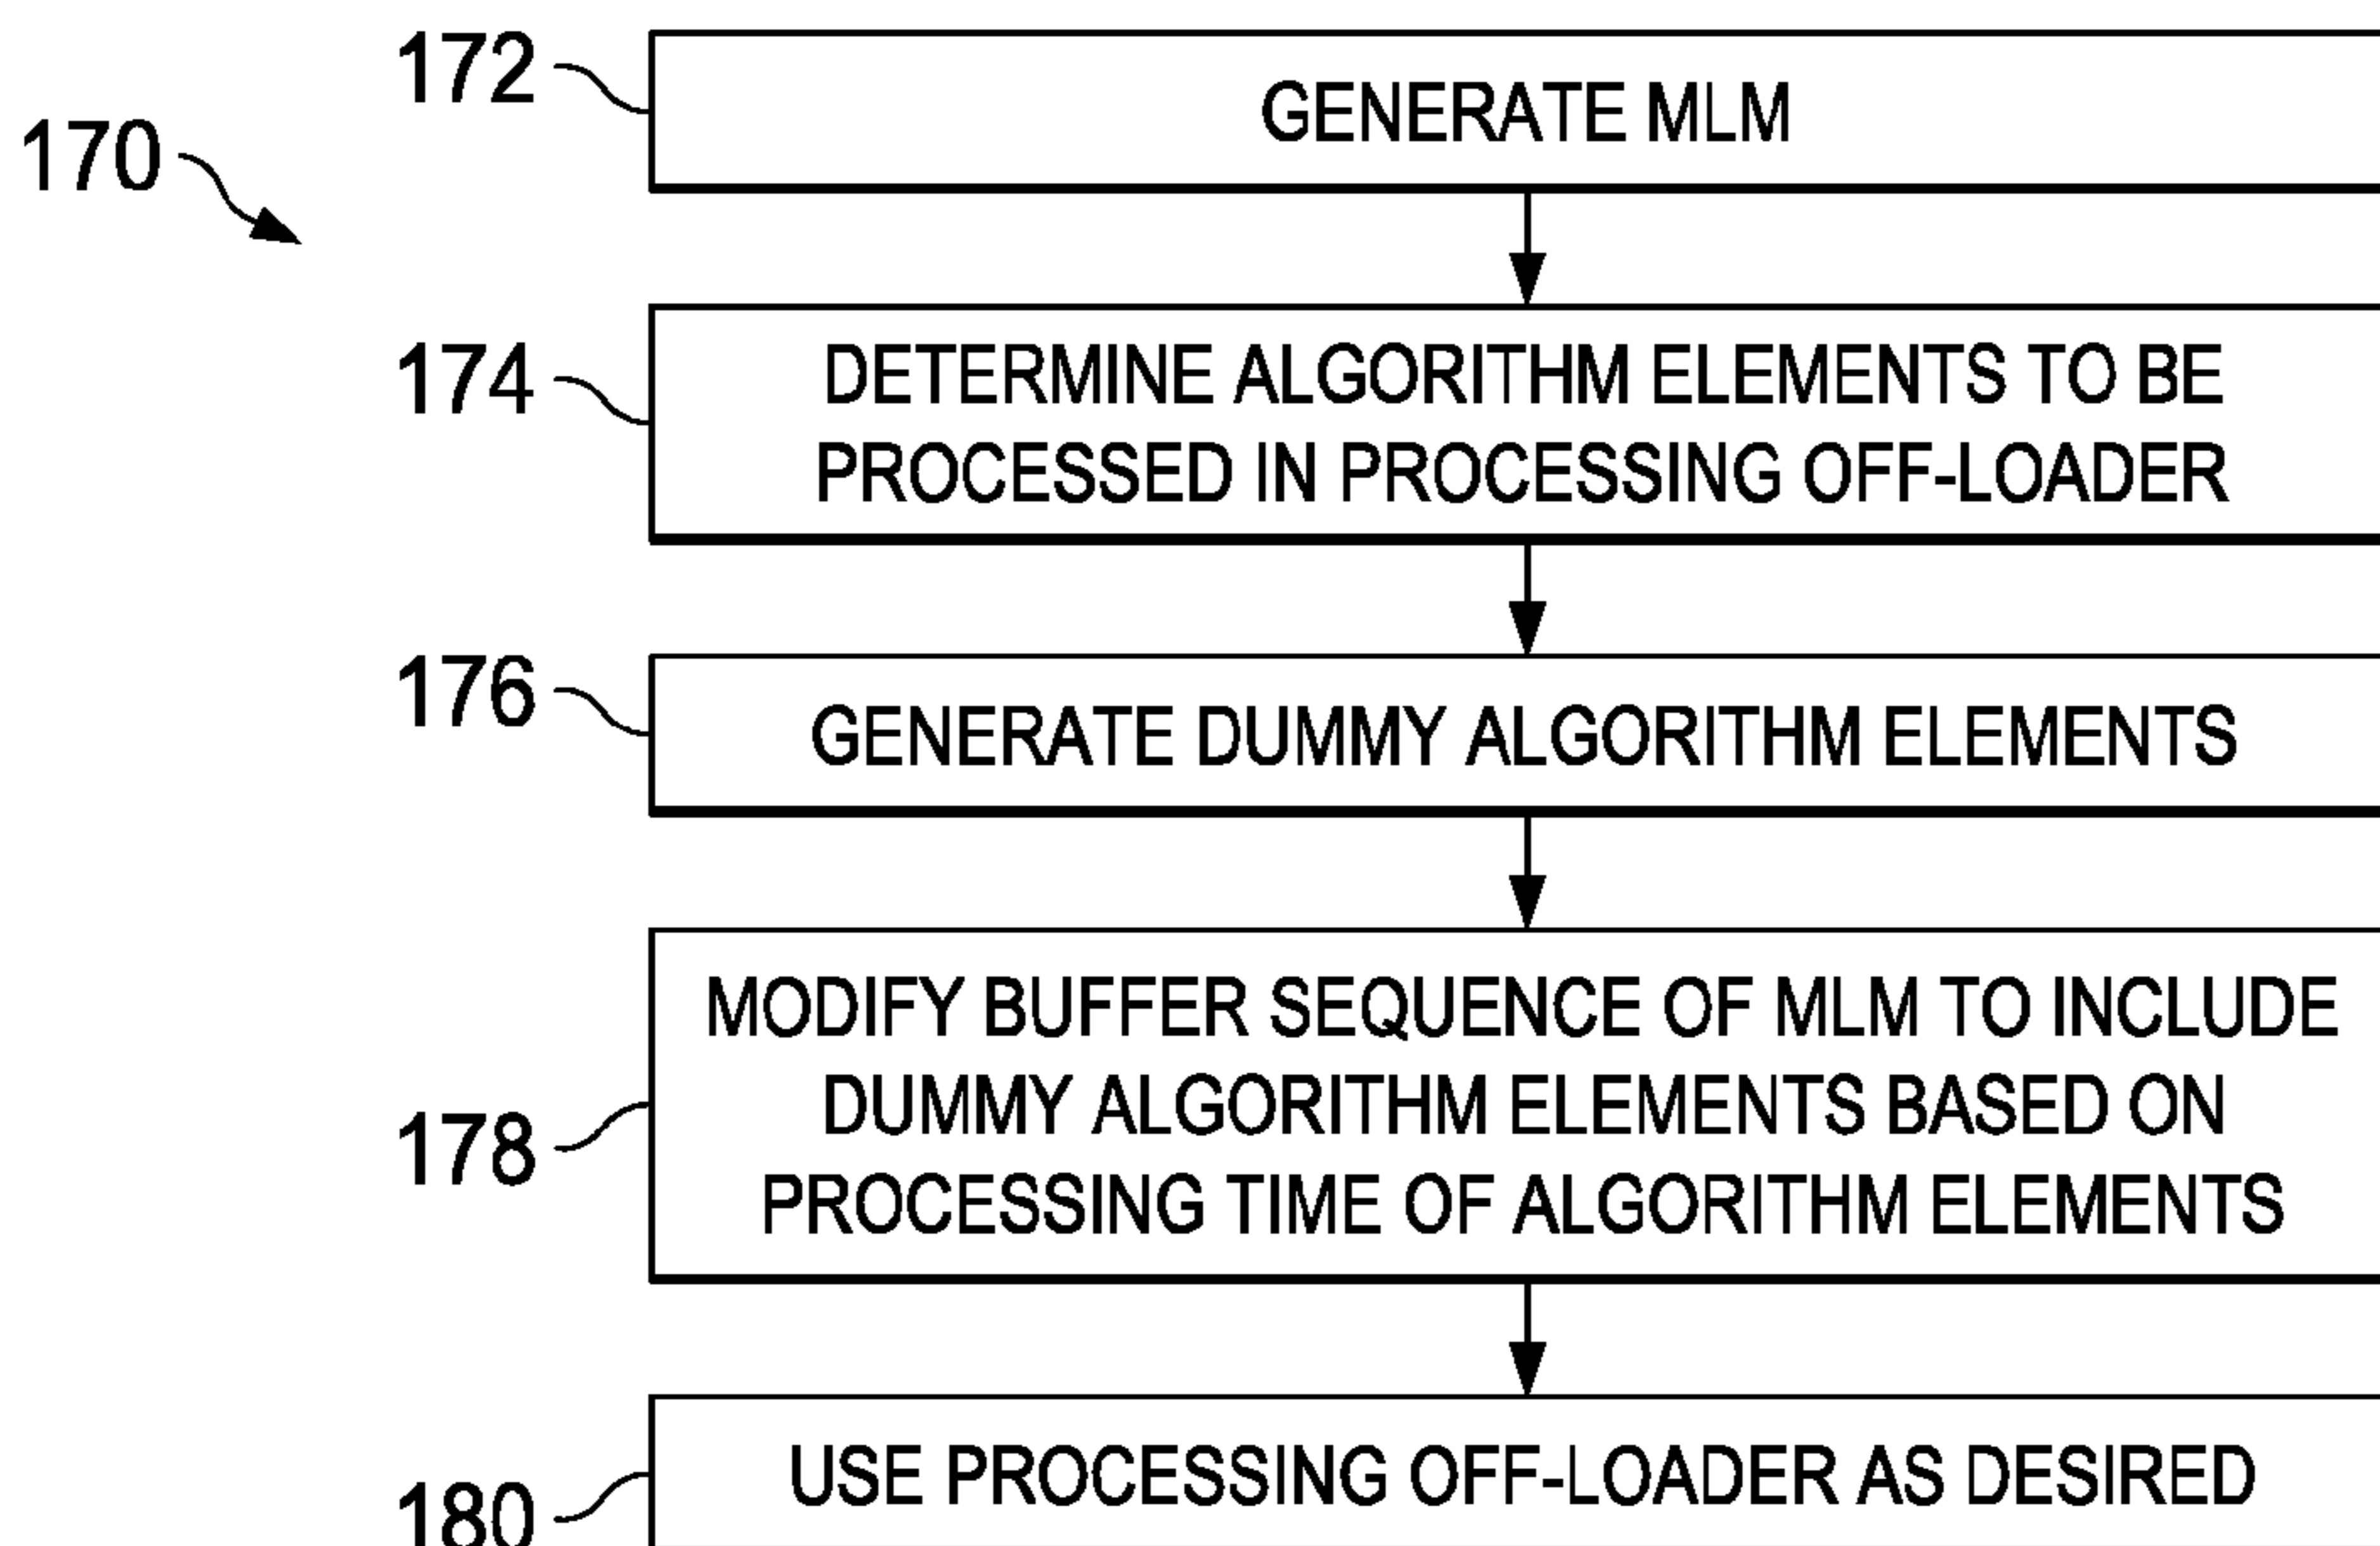 172
GENERATE MLM
170
174
DETERMINE ALGORITHM ELEMENTS TO BE
PROCESSED IN PROCESSING OFF-LOADER
176
GENERATE DUMMY ALGORITHM ELEMENTS
178
MODIFY BUFFER SEQUENCE OF MLM TO INCLUDE
DUMMY ALGORITHM ELEMENTS BASED ON
PROCESSING TIME OF ALGORITHM ELEMENTS
180
USE PROCESSING OFF-LOADER AS DESIRED